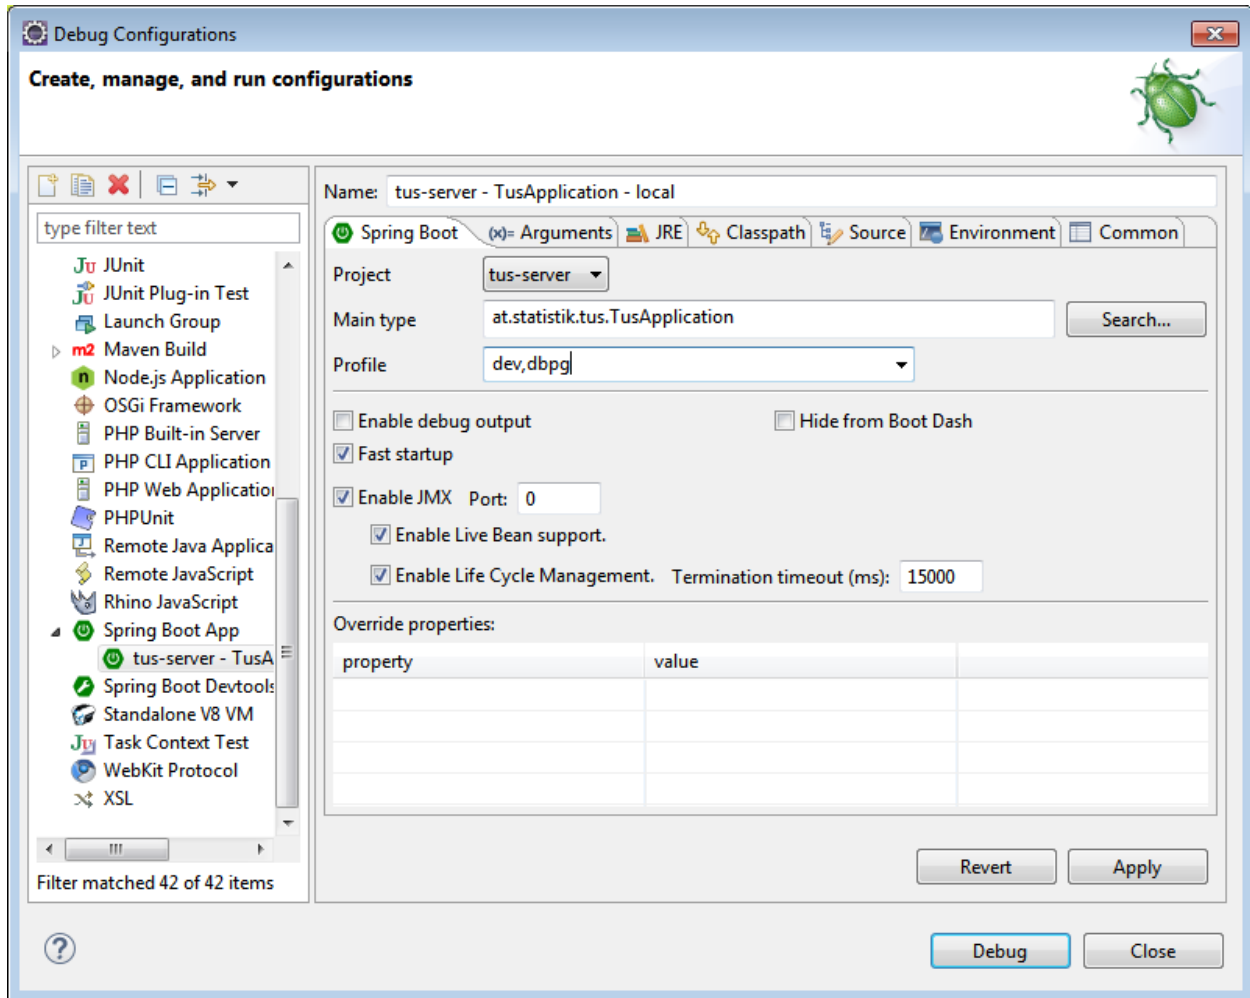 Debug Configurations
Create, manage, and run configurations
type filter text
JUnit
JUnit Plug-in Test
Launch Group
Maven Build
Node.js Application
OSGi Framework
PHP Built-in Server
PHP CLI Application
PHP Web Applicatio
PHPUnit
Remote Java Applica
Remote JavaScript
Rhino JavaScript
Spring Boot App
tus-server - TusA
Spring Boot Devtools
Standalone V8 VM
Task Context Test
WebKit Protocol
XSL
Filter matched 42 of 42 items
Name: tus-server - TusApplication - local
Spring Boot (x)= Arguments JRE Classpath Source Environment Common
Project tus-server
Main type at.statistik.tus.TusApplication Search...
Profile dev,dbpg
Enable debug output Hide from Boot Dash
Fast startup
Enable JMX Port: 0
Enable Live Bean support.
Enable Life Cycle Management. Termination timeout (ms): 15000
Override properties:
property value
Revert Apply
? Debug Close